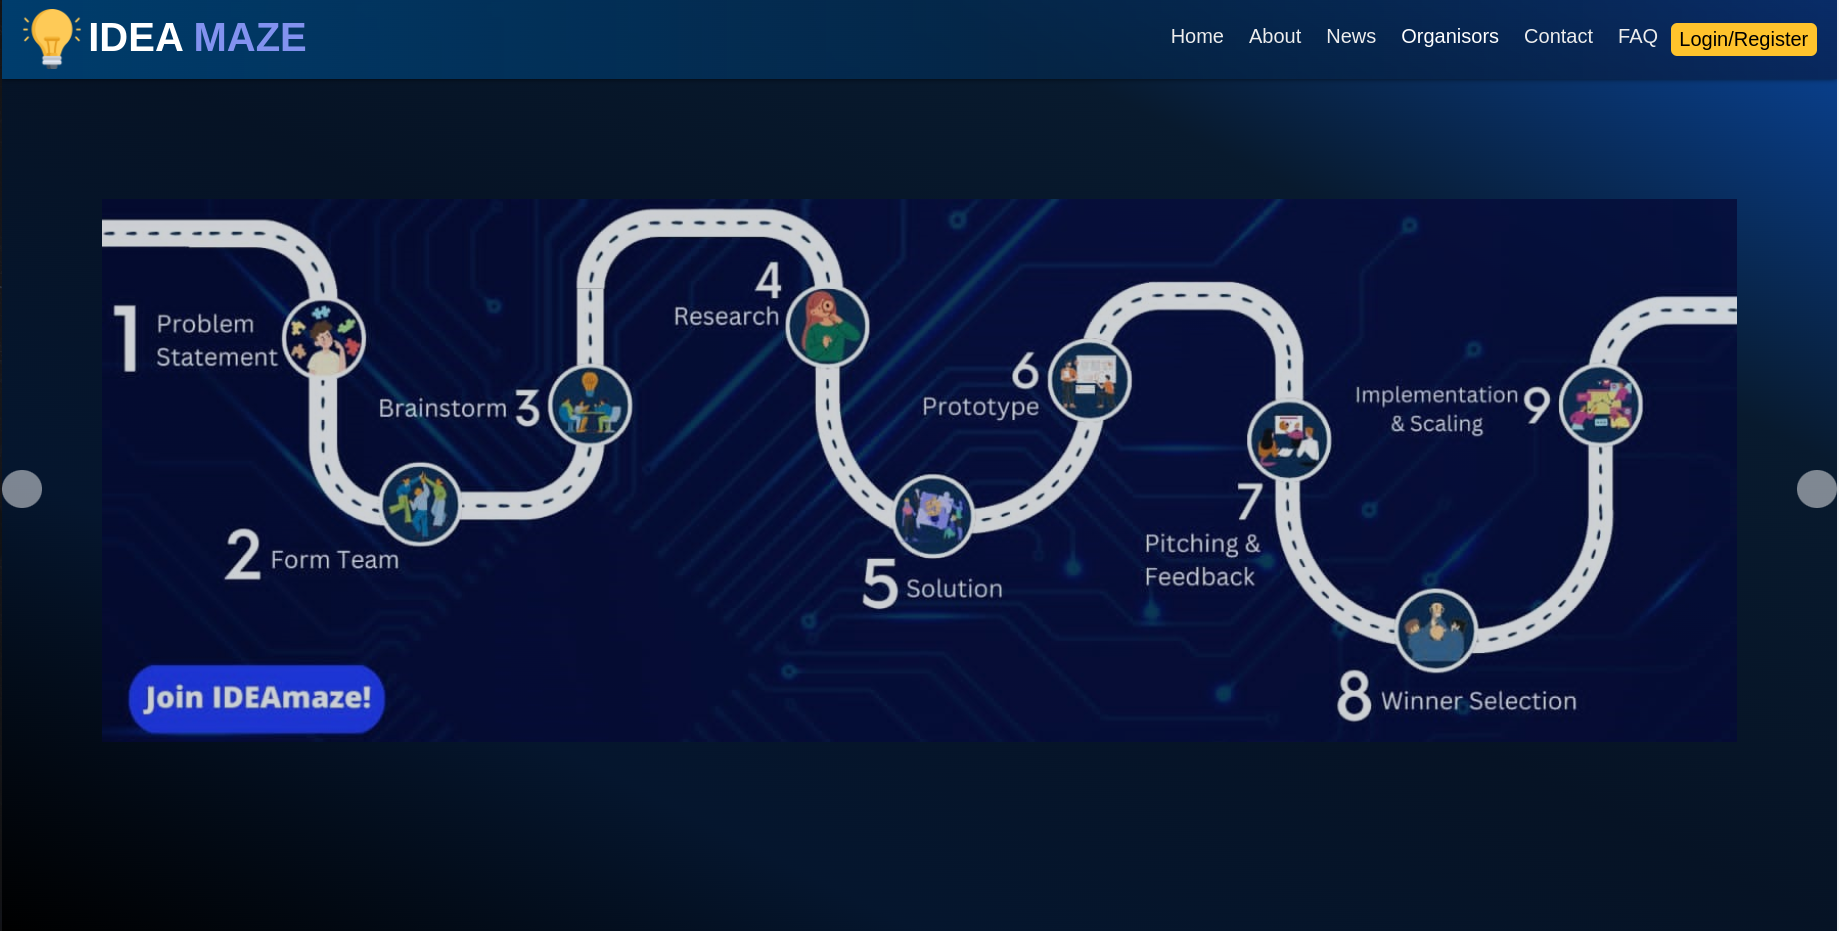 IDEA MAZE
Home About News Organisors Contact FAQ Login/Register
1 Problem
Statement
2 Form Team
Brainstorm 3
4
Research
5 Solution
6
Prototype
7
Pitching &
Feedback
8 Winner Selection
Implementation 9
& Scaling
Join IDEAmaze!